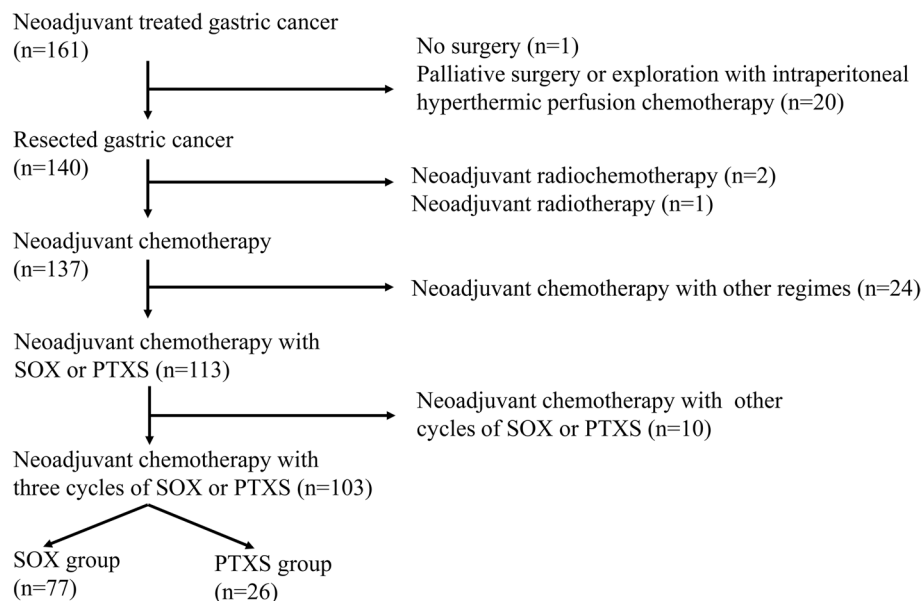 Neoadjuvant treated gastric cancer
(n=161)
No surgery (n=1)
Palliative surgery or exploration with intraperitoneal
hyperthermic perfusion chemotherapy (n=20)
Resected gastric cancer
(n=140)
Neoadjuvant radiochemotherapy (n=2)
Neoadjuvant radiotherapy (n=1)
Neoadjuvant chemotherapy
(n=137)
Neoadjuvant chemotherapy with other regimes (n=24)
Neoadjuvant chemotherapy with
SOX or PTXS (n=113)
Neoadjuvant chemotherapy with other
cycles of SOX or PTXS (n=10)
Neoadjuvant chemotherapy with
three cycles of SOX or PTXS (n=103)
SOX group
(n=77)
PTXS group
(n=26)